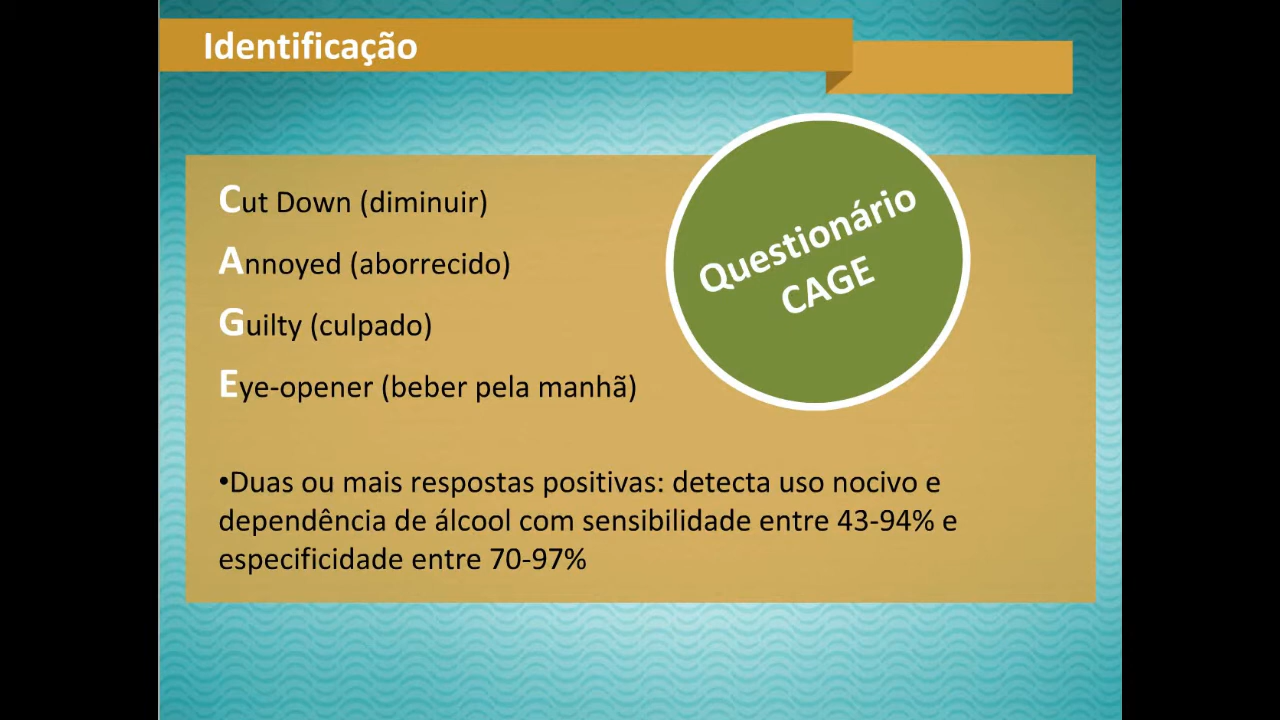 Identificação
Questionário
CAGE
Cut Down (diminuir)
Annoyed (aborrecido)
Guilty (culpado)
Eye-opener (beber pela manhã)
•Duas ou mais respostas positivas: detecta uso nocivo e
dependência de álcool com sensibilidade entre 43-94% e
especificidade entre 70-97%